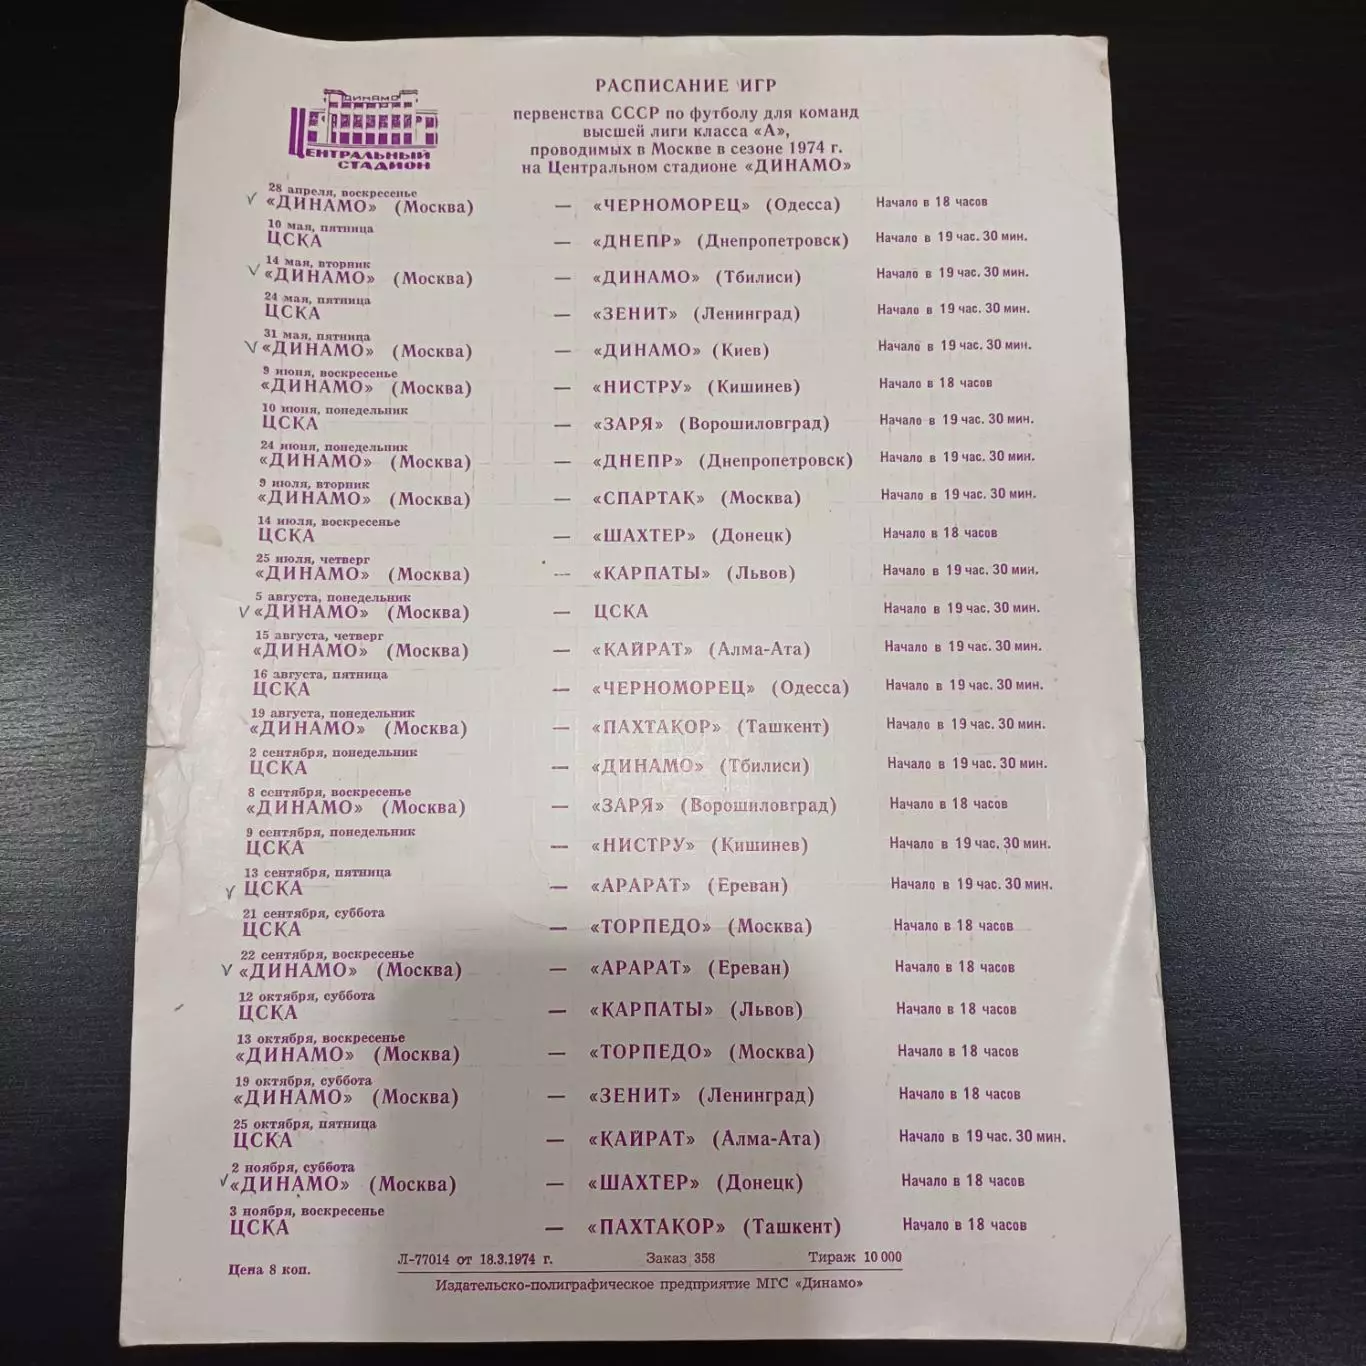 ДИНАМО
ЦЕНТРАЛЬНЫЙ
СТАДИОН
РАСПИСАНИЕ ИГР
первенства СССР по футболу для команд
высшей лиги класса «А»,
проводимых в Москве в сезоне 1974 г.
на Центральном стадионе «ДИНАМО»
28 апреля, воскресенье
«ДИНАМО» (Москва) — «ЧЕРНОМОРЕЦ» (Одесса) Начало в 18 часов
10 мая, пятница
ЦСКА — «ДНЕПР» (Днепропетровск) Начало в 19 час. 30 мин.
14 мая, вторник
«ДИНАМО» (Москва) — «ДИНАМО» (Тбилиси) Начало в 19 час. 30 мин.
24 мая, пятница
ЦСКА — «ЗЕНИТ» (Ленинград) Начало в 19 час. 30 мин.
31 мая, пятница
«ДИНАМО» (Москва) — «ДИНАМО» (Киев) Начало в 19 час. 30 мин.
9 июня, воскресенье
«ДИНАМО» (Москва) — «НИСТРУ» (Кишинев) Начало в 18 часов
10 июня, понедельник
ЦСКА — «ЗАРЯ» (Ворошиловград) Начало в 19 час. 30 мин.
24 июня, понедельник
«ДИНАМО» (Москва) — «ДНЕПР» (Днепропетровск) Начало в 19 час. 30 мин.
9 июля, вторник
«ДИНАМО» (Москва) — «СПАРТАК» (Москва) Начало в 19 час. 30 мин.
14 июля, воскресенье
ЦСКА — «ШАХТЕР» (Донецк) Начало в 18 часов
25 июля, четверг
«ДИНАМО» (Москва) — «КАРПАТЫ» (Львов) Начало в 19 час. 30 мин.
5 августа, понедельник
«ДИНАМО» (Москва) — ЦСКА Начало в 19 час. 30 мин.
15 августа, четверг
«ДИНАМО» (Москва) — «КАЙРАТ» (Алма-Ата) Начало в 19 час. 30 мин.
16 августа, пятница
ЦСКА — «ЧЕРНОМОРЕЦ» (Одесса) Начало в 19 час. 30 мин.
19 августа, понедельник
«ДИНАМО» (Москва) — «ПАХТАКОР» (Ташкент) Начало в 19 час. 30 мин.
2 сентября, понедельник
ЦСКА — «ДИНАМО» (Тбилиси) Начало в 19 час. 30 мин.
8 сентября, воскресенье
«ДИНАМО» (Москва) — «ЗАРЯ» (Ворошиловград) Начало в 18 часов
9 сентября, понедельник
ЦСКА — «НИСТРУ» (Кишинев) Начало в 19 час. 30 мин.
13 сентября, пятница
ЦСКА — «АРАРАТ» (Ереван) Начало в 19 час. 30 мин.
21 сентября, суббота
ЦСКА — «ТОРПЕДО» (Москва) Начало в 18 часов
22 сентября, воскресенье
«ДИНАМО» (Москва) — «АРАРАТ» (Ереван) Начало в 18 часов
12 октября, суббота
ЦСКА — «КАРПАТЫ» (Львов) Начало в 18 часов
13 октября, воскресенье
«ДИНАМО» (Москва) — «ТОРПЕДО» (Москва) Начало в 18 часов
19 октября, суббота
«ДИНАМО» (Москва) — «ЗЕНИТ» (Ленинград) Начало в 18 часов
25 октября, пятница
ЦСКА — «КАЙРАТ» (Алма-Ата) Начало в 19 час. 30 мин.
2 ноября, суббота
«ДИНАМО» (Москва) — «ШАХТЕР» (Донецк) Начало в 18 часов
3 ноября, воскресенье
ЦСКА — «ПАХТАКОР» (Ташкент) Начало в 18 часов
Цена 8 коп. Л-77014 от 18.3.1974 г. Заказ 358 Тираж 10 000
Издательско-полиграфическое предприятие МГС «Динамо»